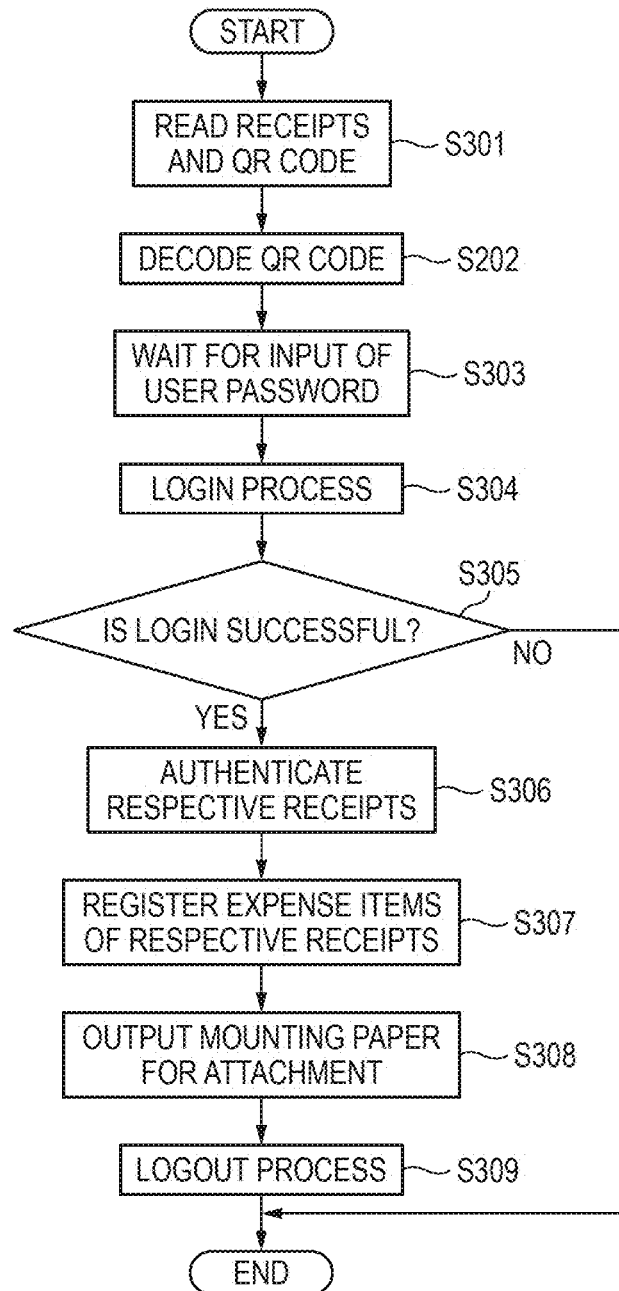 START
READ RECEIPTS
AND QR CODE
S301
DECODE QR CODE
S202
WAIT FOR INPUT OF
USER PASSWORD
S303
LOGIN PROCESS
S304
S305
IS LOGIN SUCCESSFUL?
NO
YES
AUTHENTICATE
RESPECTIVE RECEIPTS
S306
REGISTER EXPENSE ITEMS
OF RESPECTIVE RECEIPTS
S307
OUTPUT MOUNTING PAPER
FOR ATTACHMENT
S308
LOGOUT PROCESS
S309
END